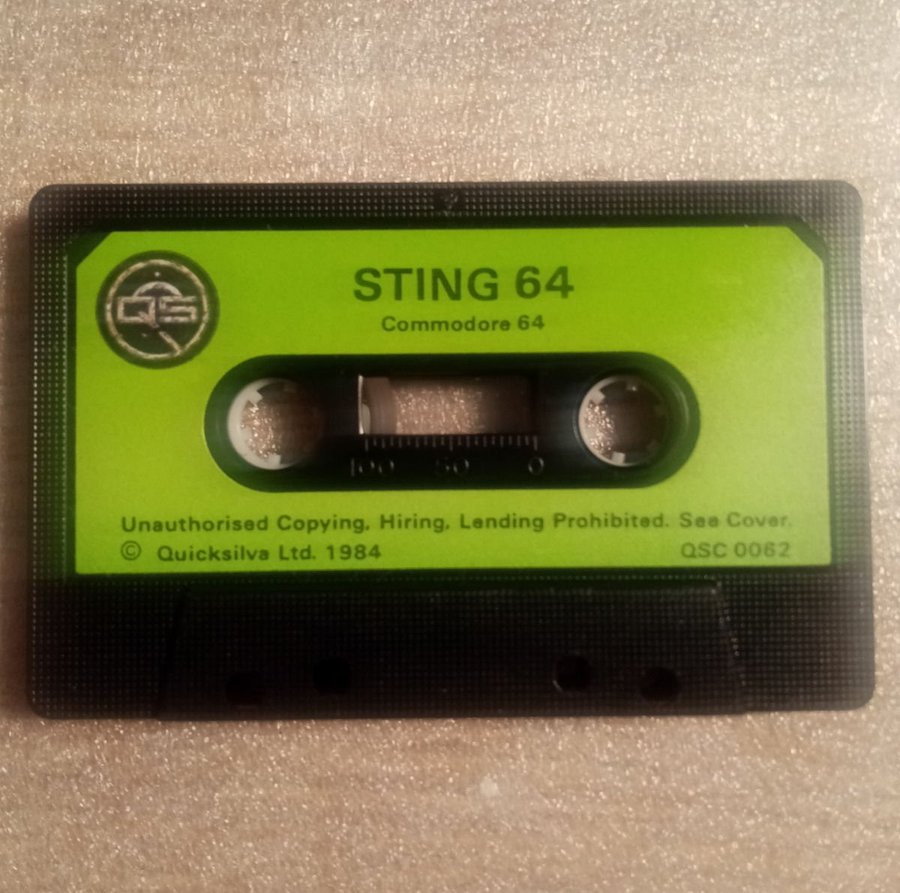 QS
STING 64
Commodore 64
100 50 0
Unauthorised Copying, Hiring, Lending Prohibited. See Cover.
© Quicksilva Ltd. 1984 QSC 0062